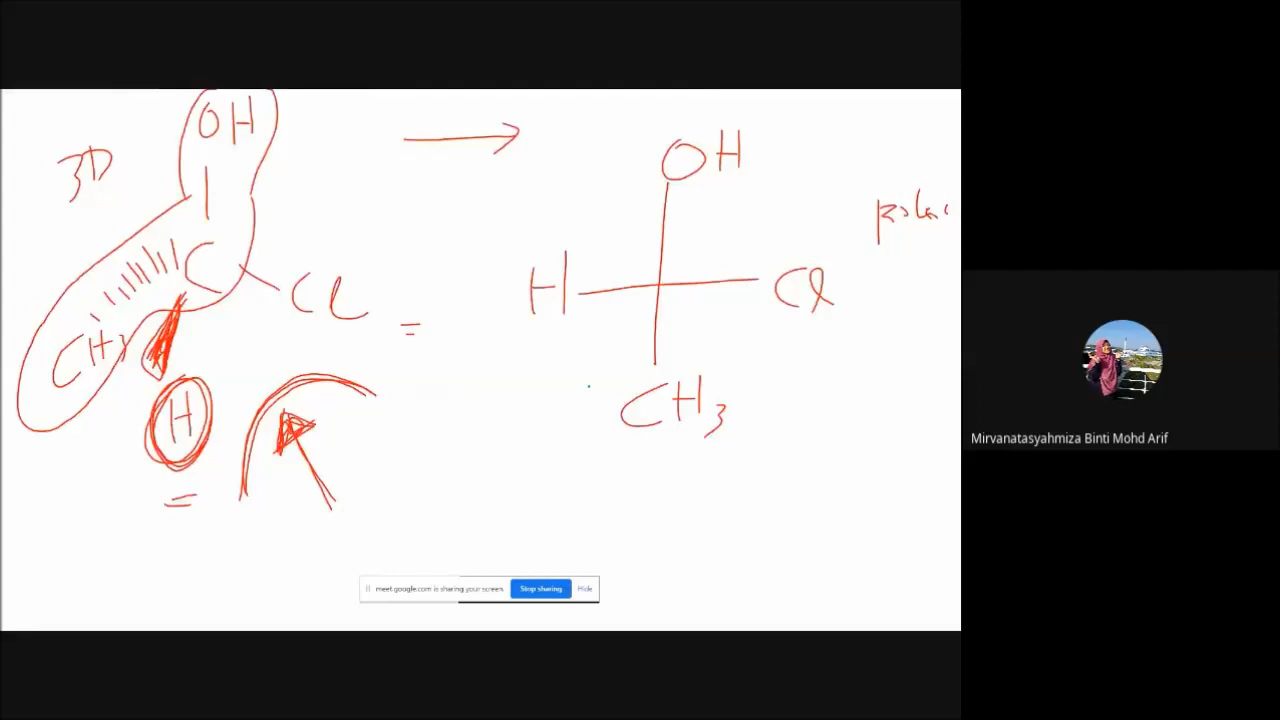 3D
OH
C
Cl
CH3
H
=
=
OH
H
Cl
CH3
meet.google.com is sharing your screen.
Stop sharing
Hide
Mirvanatasyahmiza Binti Mohd Arif